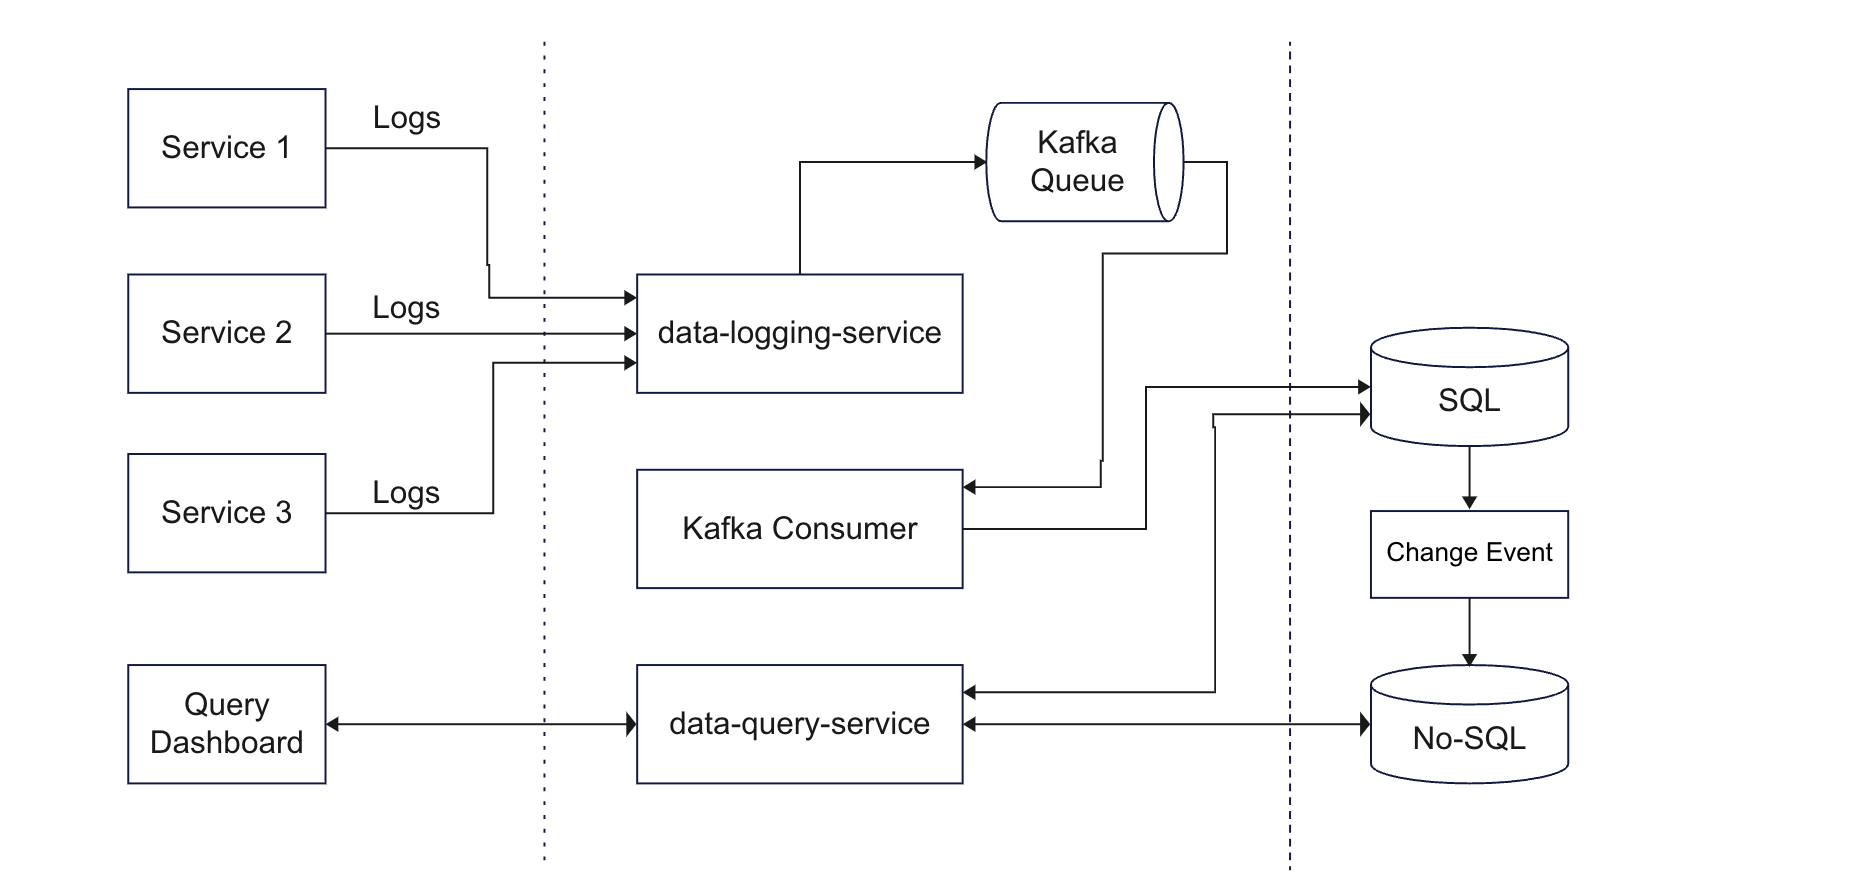 Service 1
Logs
Service 2
Logs
Service 3
Logs
Query
Dashboard
Kafka
Queue
data-logging-service
Kafka Consumer
data-query-service
SQL
Change Event
No-SQL